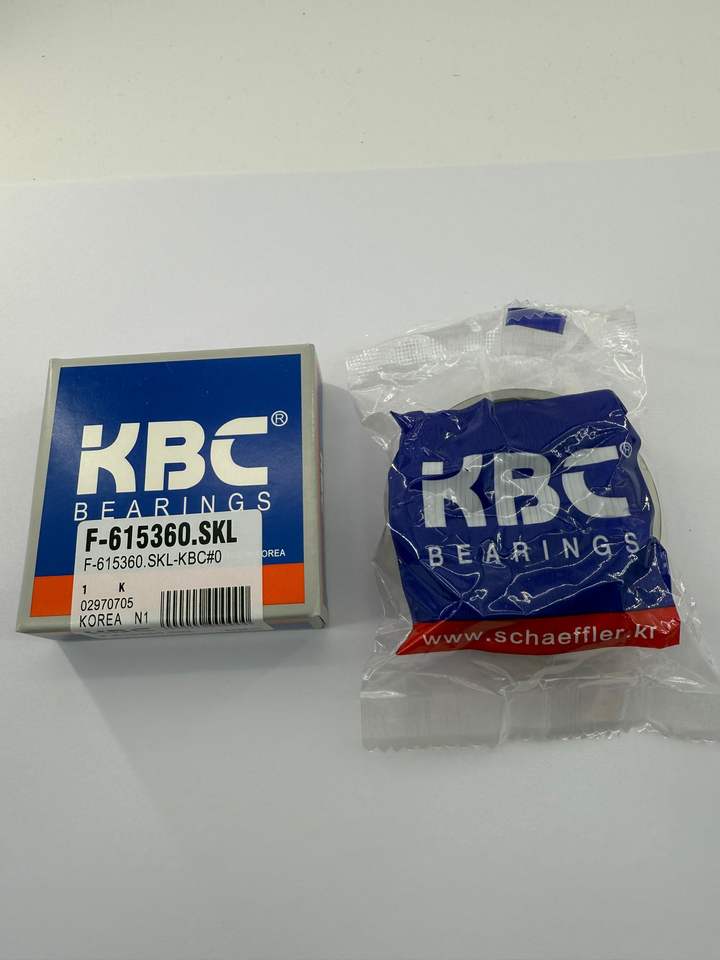 KBC®
BEARINGS
F-615360.SKL
KOREA
F-615360.SKL-KBC#0
1 K
02970705
KOREA N1
KBC®
BEARINGS
www.schaeffler.kr